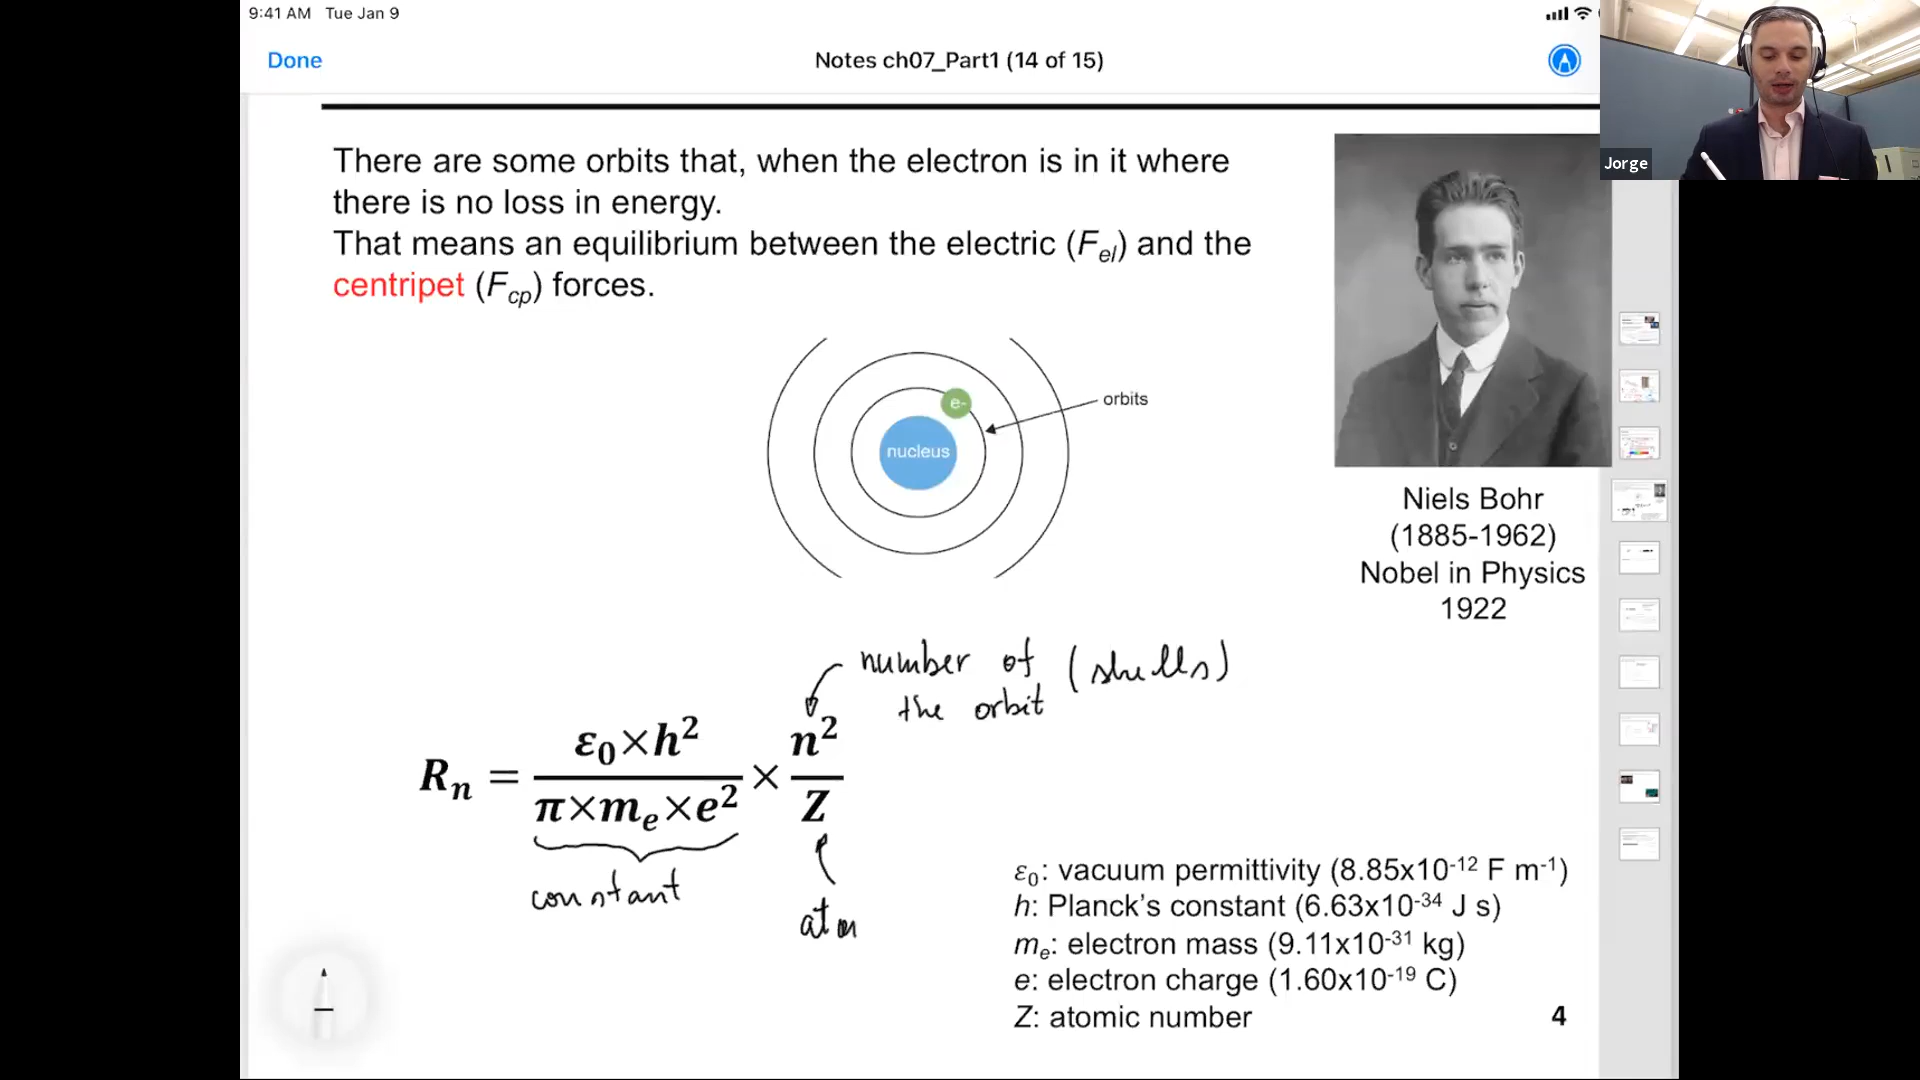 9:41 AM Tue Jan 9
Done
Notes ch07_Part1 (14 of 15)
Jorge
There are some orbits that, when the electron is in it where
there is no loss in energy.
That means an equilibrium between the electric (Fel) and the
centripet (Fcp) forces.
e-
nucleus
orbits
Niels Bohr
(1885-1962)
Nobel in Physics
1922
number of (shells)
the orbit
Rn = ε0×h² / π×me×e² × n² / Z
constant
atom
ε0: vacuum permittivity (8.85x10⁻¹² F m⁻¹)
h: Planck's constant (6.63x10⁻³⁴ J s)
me: electron mass (9.11x10⁻³¹ kg)
e: electron charge (1.60x10⁻¹⁹ C)
Z: atomic number
4